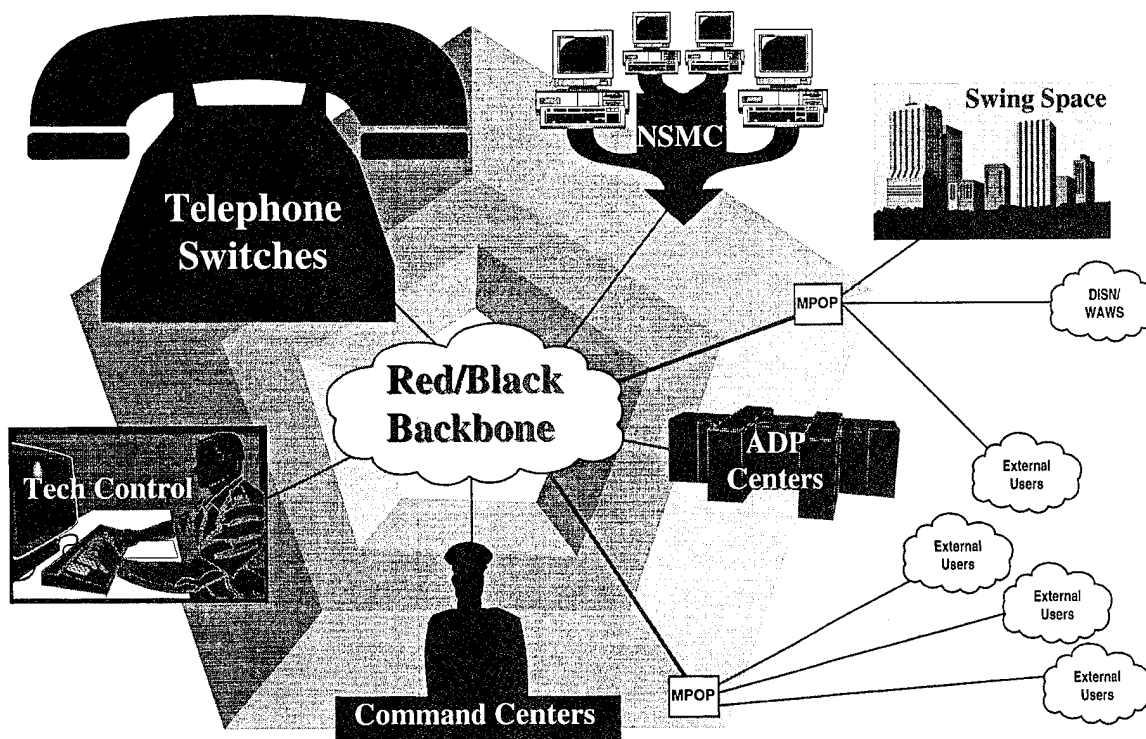 NSMC
Swing Space
Telephone
Switches
MPOP
DISN/
WAWS
Red/Black
Backbone
ADP
Centers
Tech Control
External
Users
External
Users
External
Users
External
Users
MPOP
Command Centers